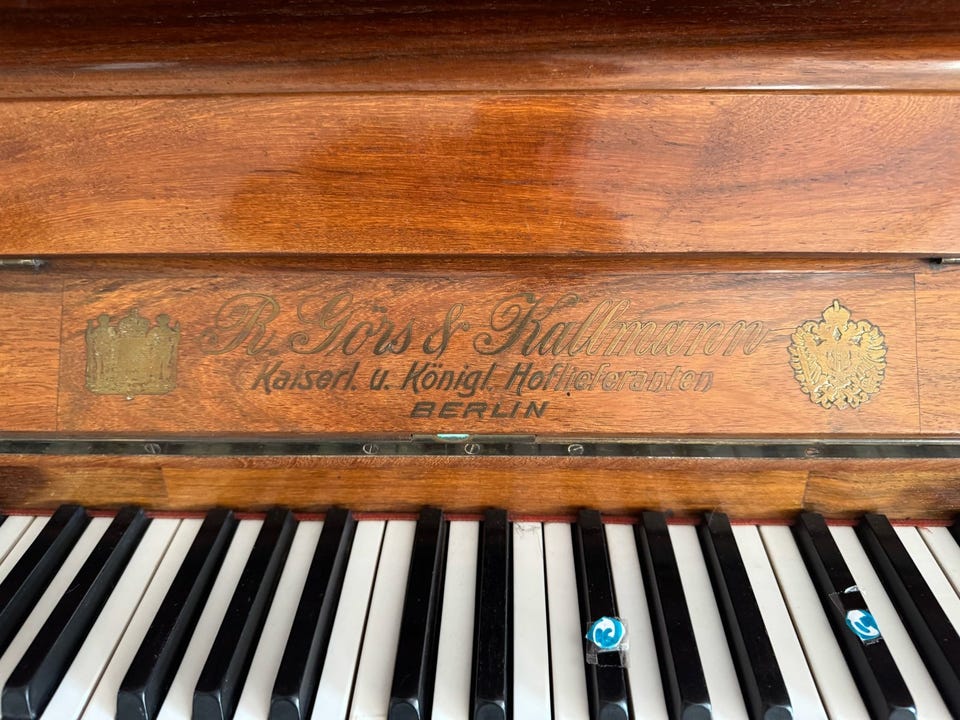 R. Görs & Kallmann
Kaiserl. u. Königl. Hoflieferanten
BERLIN